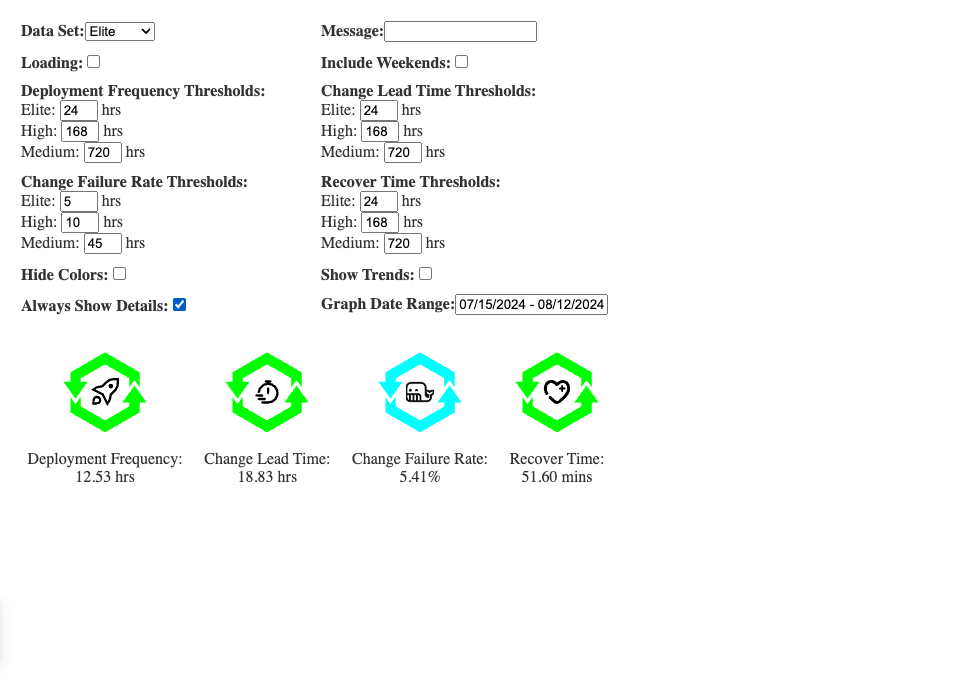 Data Set: Elite
Message:
Loading:
Include Weekends:
Deployment Frequency Thresholds:
Elite: 24 hrs
High: 168 hrs
Medium: 720 hrs
Change Lead Time Thresholds:
Elite: 24 hrs
High: 168 hrs
Medium: 720 hrs
Change Failure Rate Thresholds:
Elite: 5 hrs
High: 10 hrs
Medium: 45 hrs
Recover Time Thresholds:
Elite: 24 hrs
High: 168 hrs
Medium: 720 hrs
Hide Colors:
Show Trends:
Always Show Details:
Graph Date Range: 07/15/2024 - 08/12/2024
Deployment Frequency:
12.53 hrs
Change Lead Time:
18.83 hrs
Change Failure Rate:
5.41%
Recover Time:
51.60 mins